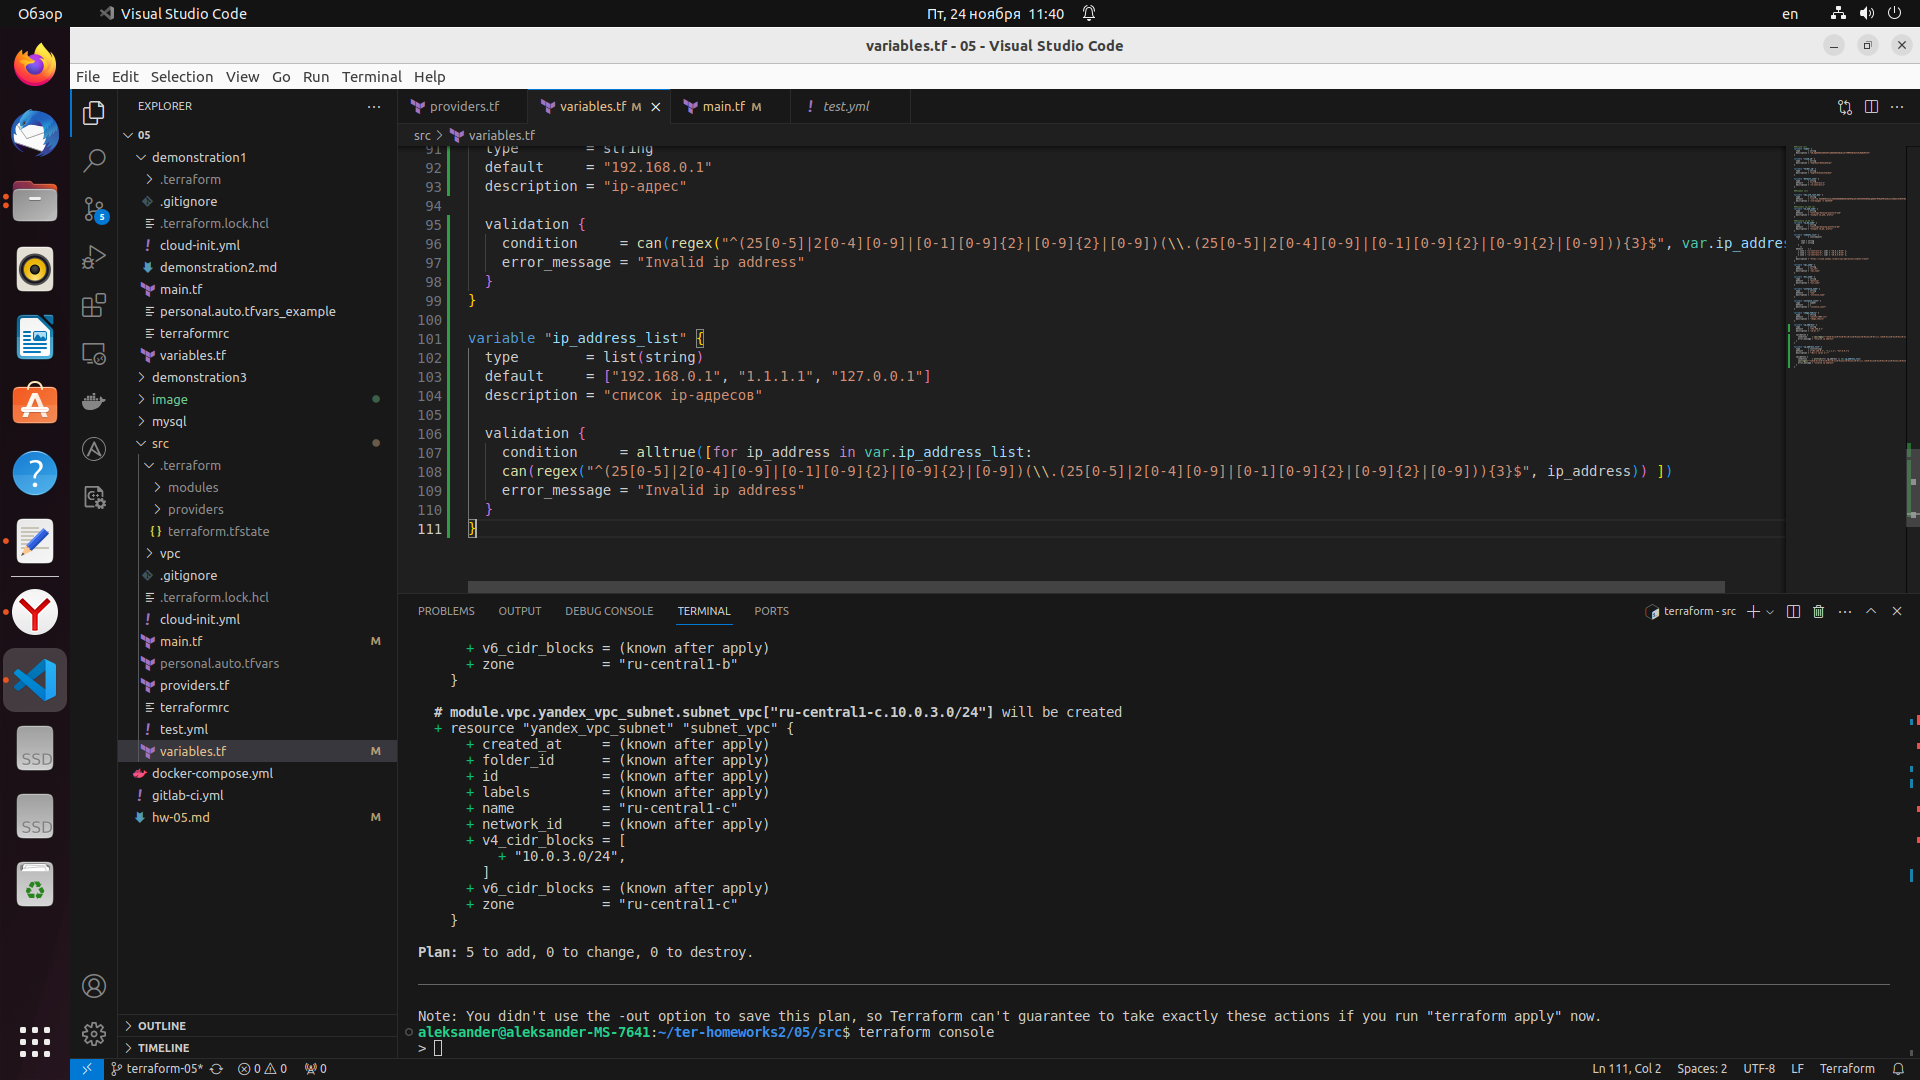 Обзор
Visual Studio Code
Пт, 24 ноября 11:40
en
variables.tf - 05 - Visual Studio Code
File Edit Selection View Go Run Terminal Help
EXPLORER
05
demonstration1
.terraform
.gitignore
.terraform.lock.hcl
cloud-init.yml
demonstration2.md
main.tf
personal.auto.tfvars_example
terraformrc
variables.tf
demonstration3
image
mysql
src
.terraform
modules
providers
terraform.tfstate
vpc
.gitignore
.terraform.lock.hcl
cloud-init.yml
main.tf M
personal.auto.tfvars
providers.tf
terraformrc
test.yml
variables.tf M
docker-compose.yml
gitlab-ci.yml
hw-05.md M
OUTLINE
TIMELINE
5
SSD
SSD
providers.tf
variables.tf M
main.tf M
test.yml
src > variables.tf
91 type = string
92 default = "192.168.0.1"
93 description = "ip-адрес"
94
95 validation {
96 condition = can(regex("^(25[0-5]|2[0-4][0-9]|[0-1][0-9]{2}|[0-9]{2}|[0-9])(\\.(25[0-5]|2[0-4][0-9]|[0-1][0-9]{2}|[0-9]{2}|[0-9])){3}$", var.ip_addre
97 error_message = "Invalid ip address"
98 }
99 }
100
101 variable "ip_address_list" {
102 type = list(string)
103 default = ["192.168.0.1", "1.1.1.1", "127.0.0.1"]
104 description = "список ip-адресов"
105
106 validation {
107 condition = alltrue([for ip_address in var.ip_address_list:
108 can(regex("^(25[0-5]|2[0-4][0-9]|[0-1][0-9]{2}|[0-9]{2}|[0-9])(\\.(25[0-5]|2[0-4][0-9]|[0-1][0-9]{2}|[0-9]{2}|[0-9])){3}$", ip_address)) ])
109 error_message = "Invalid ip address"
110 }
111 }
PROBLEMS OUTPUT DEBUG CONSOLE TERMINAL PORTS
terraform - src
+ v6_cidr_blocks = (known after apply)
+ zone = "ru-central1-b"
}
# module.vpc.yandex_vpc_subnet.subnet_vpc["ru-central1-c.10.0.3.0/24"] will be created
+ resource "yandex_vpc_subnet" "subnet_vpc" {
+ created_at = (known after apply)
+ folder_id = (known after apply)
+ id = (known after apply)
+ labels = (known after apply)
+ name = "ru-central1-c"
+ network_id = (known after apply)
+ v4_cidr_blocks = [
+ "10.0.3.0/24",
]
+ v6_cidr_blocks = (known after apply)
+ zone = "ru-central1-c"
}
Plan: 5 to add, 0 to change, 0 to destroy.
Note: You didn't use the -out option to save this plan, so Terraform can't guarantee to take exactly these actions if you run "terraform apply" now.
aleksander@aleksander-MS-7641:~/ter-homeworks2/05/src$ terraform console
>
terraform-05* 0 0 0
Ln 111, Col 2 Spaces: 2 UTF-8 LF Terraform